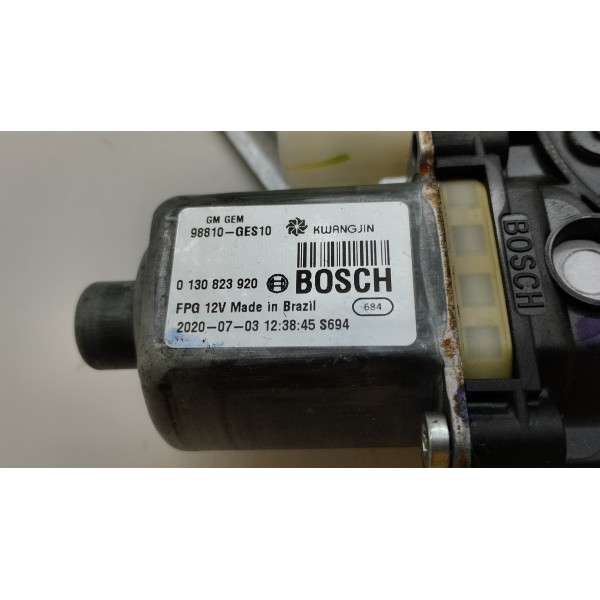 GM GEM
98810-GES10 KWANGJIN
0 130 823 920 BOSCH
FPG 12V Made in Brazil 684
2020-07-03 12:38:45 S694
BOSCH